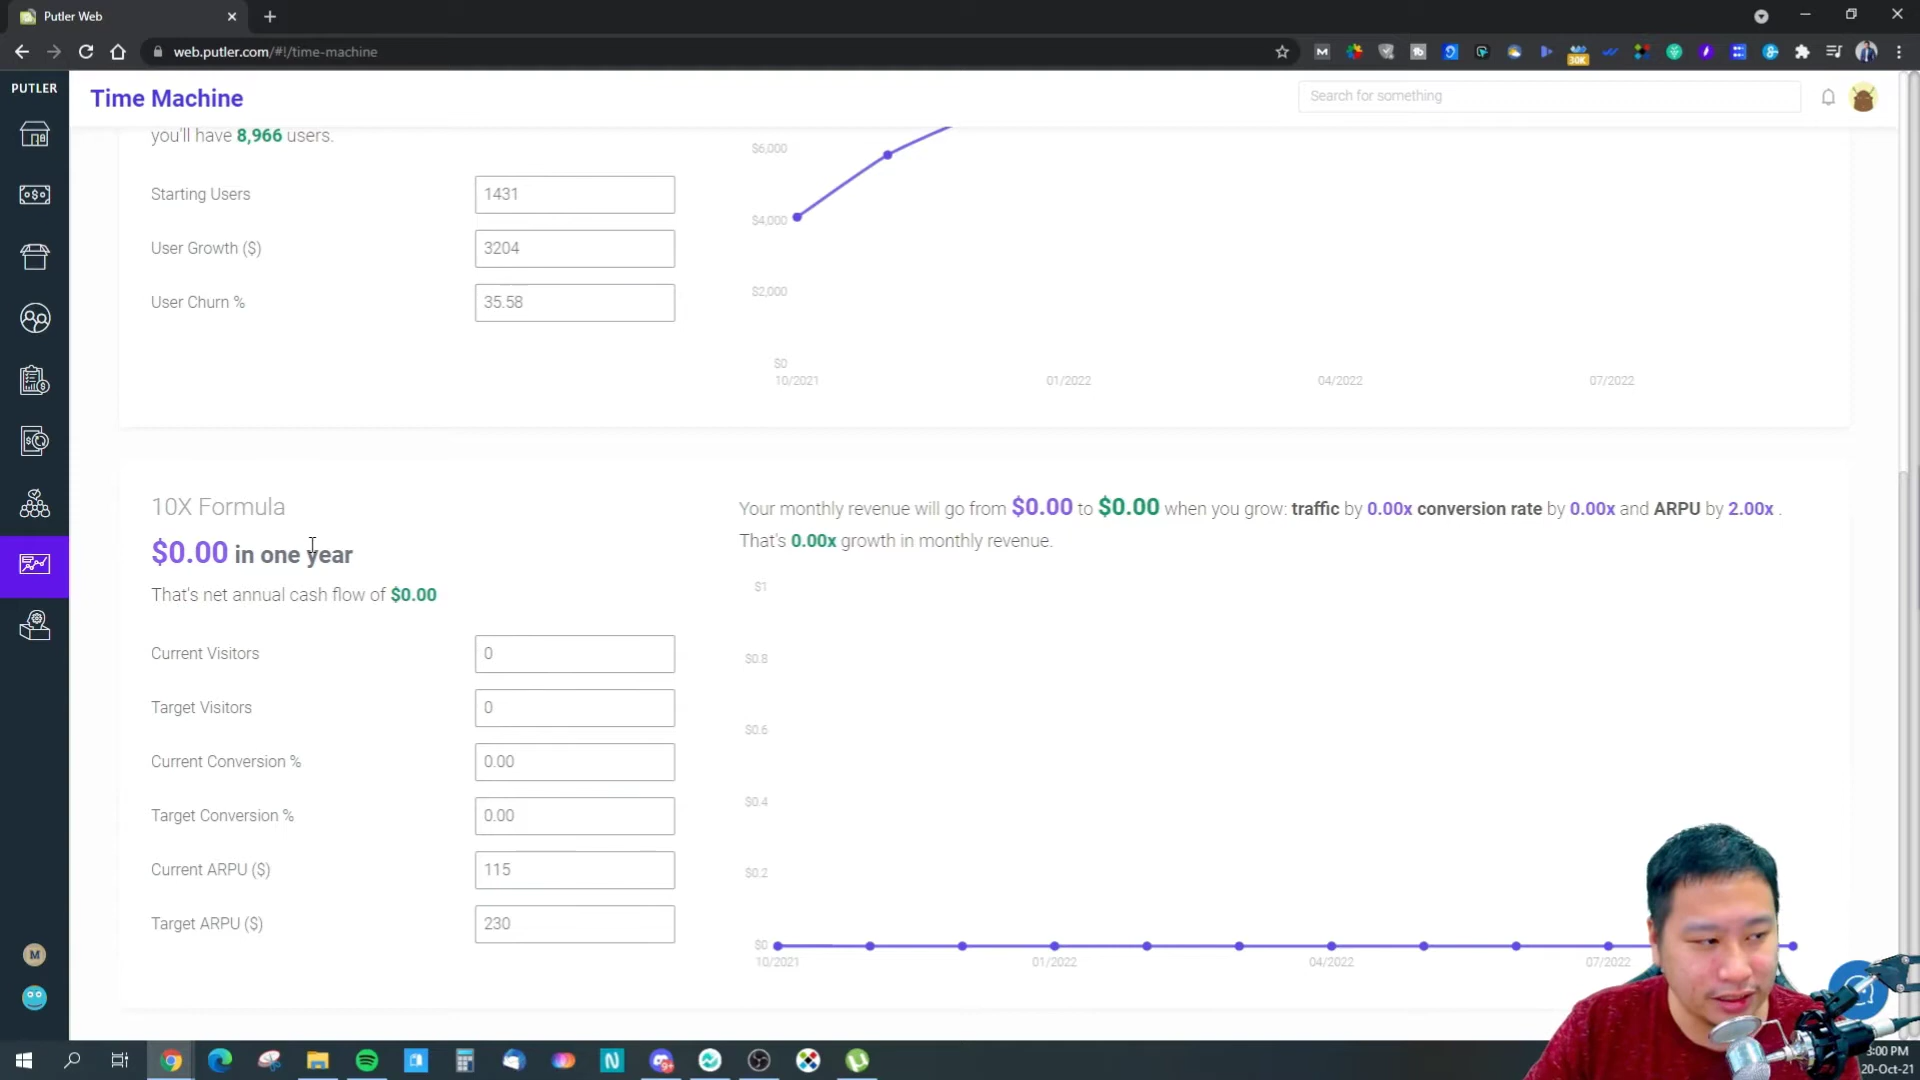 Putler Web
web.putler.com/#!/time-machine
30K
PUTLER
Time Machine
Search for something
you'll have 8,966 users.
Starting Users
1431
User Growth ($)
3204
User Churn %
35.58
$6,000
$4,000
$2,000
$0
10/2021
01/2022
04/2022
07/2022
10X Formula
$0.00 in one year
That's net annual cash flow of $0.00
Current Visitors
0
Target Visitors
0
Current Conversion %
0.00
Target Conversion %
0.00
Current ARPU ($)
115
Target ARPU ($)
230
Your monthly revenue will go from $0.00 to $0.00 when you grow: traffic by 0.00x conversion rate by 0.00x and ARPU by 2.00x .
That's 0.00x growth in monthly revenue.
$1
$0.8
$0.6
$0.4
$0.2
$0
10/2021
01/2022
04/2022
07/2022
M
3:00 PM
20-Oct-21